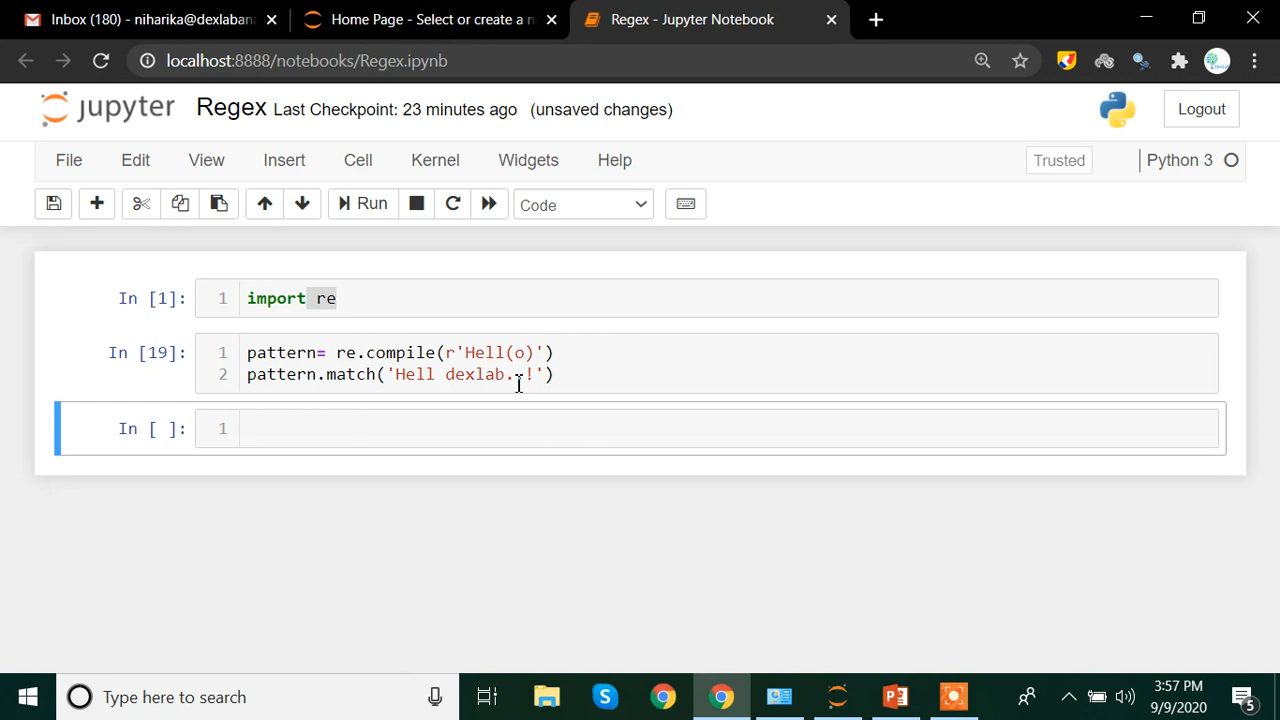 Inbox (180) - niharika@dexlabana
Home Page - Select or create a n
Regex - Jupyter Notebook
localhost:8888/notebooks/Regex.ipynb
jupyter Regex Last Checkpoint: 23 minutes ago (unsaved changes)
Logout
File Edit View Insert Cell Kernel Widgets Help
Trusted Python 3
Run Code
In [1]: 1 import re
In [19]: 1 pattern= re.compile(r'Hell(o)')
2 pattern.match('Hell dexlab. !')
In [ ]: 1
Type here to search
3:57 PM
9/9/2020
5